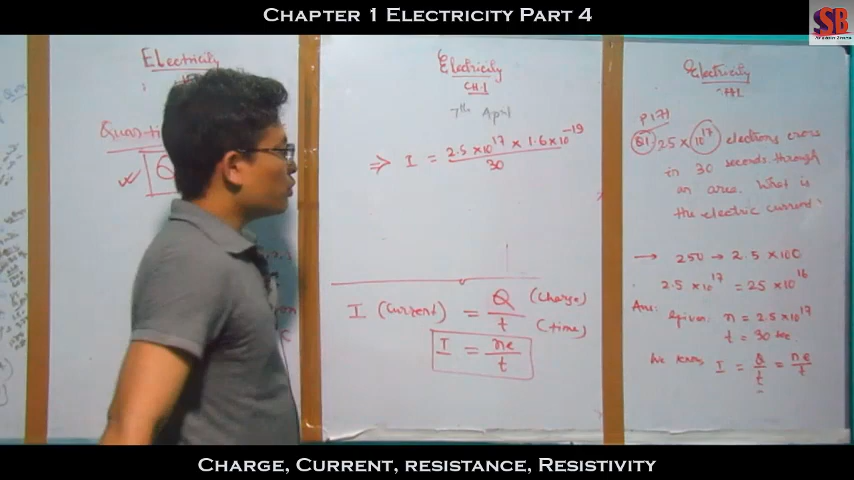 Chapter 1 Electricity Part 4
SB
Electricity
Quanti
Q
Electricity
CH-1
7th April
⇒ I = 2.5 × 10^17 × 1.6 × 10^-19 / 30
I (Current) = Q (Charge) / t (time)
I = ne / t
Electricity
P171
Q1. 25 × 10^17 electrons cross
in 30 seconds through
an area. What is
the electric current
→ 250 → 2.5 × 100
2.5 × 10^17 = 25 × 10^16
Ans: Given: n = 2.5 × 10^17
t = 30 sec.
We know, I = Q / t = ne / t
Charge, Current, resistance, Resistivity